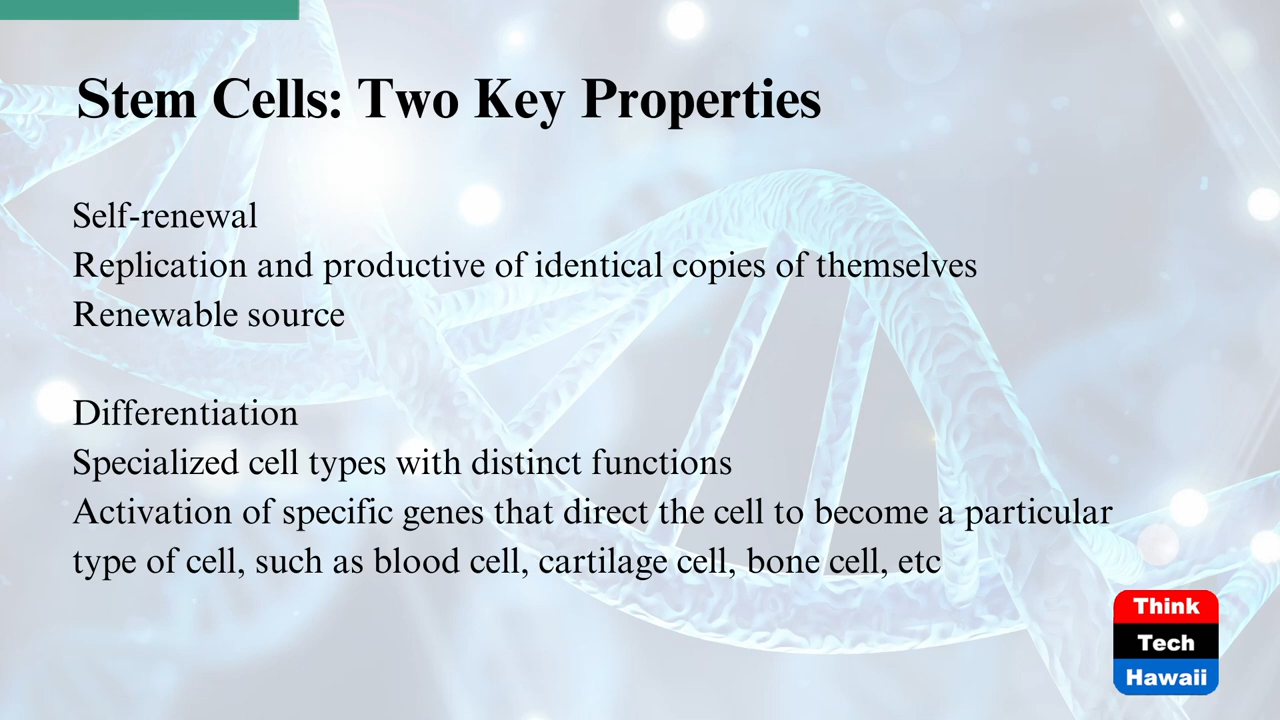 Stem Cells: Two Key Properties
Self-renewal
Replication and productive of identical copies of themselves
Renewable source
Differentiation
Specialized cell types with distinct functions
Activation of specific genes that direct the cell to become a particular
type of cell, such as blood cell, cartilage cell, bone cell, etc
Think
Tech
Hawaii